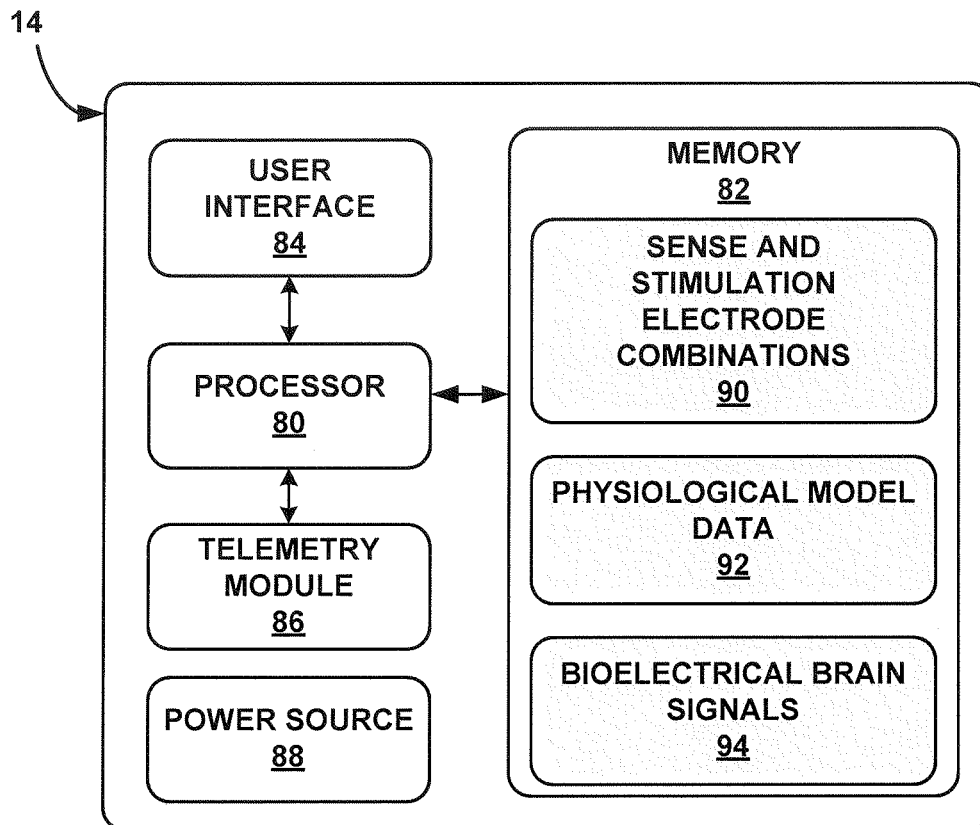 14
USER
INTERFACE
84
PROCESSOR
80
TELEMETRY
MODULE
86
POWER SOURCE
88
MEMORY
82
SENSE AND
STIMULATION
ELECTRODE
COMBINATIONS
90
PHYSIOLOGICAL MODEL
DATA
92
BIOELECTRICAL BRAIN
SIGNALS
94